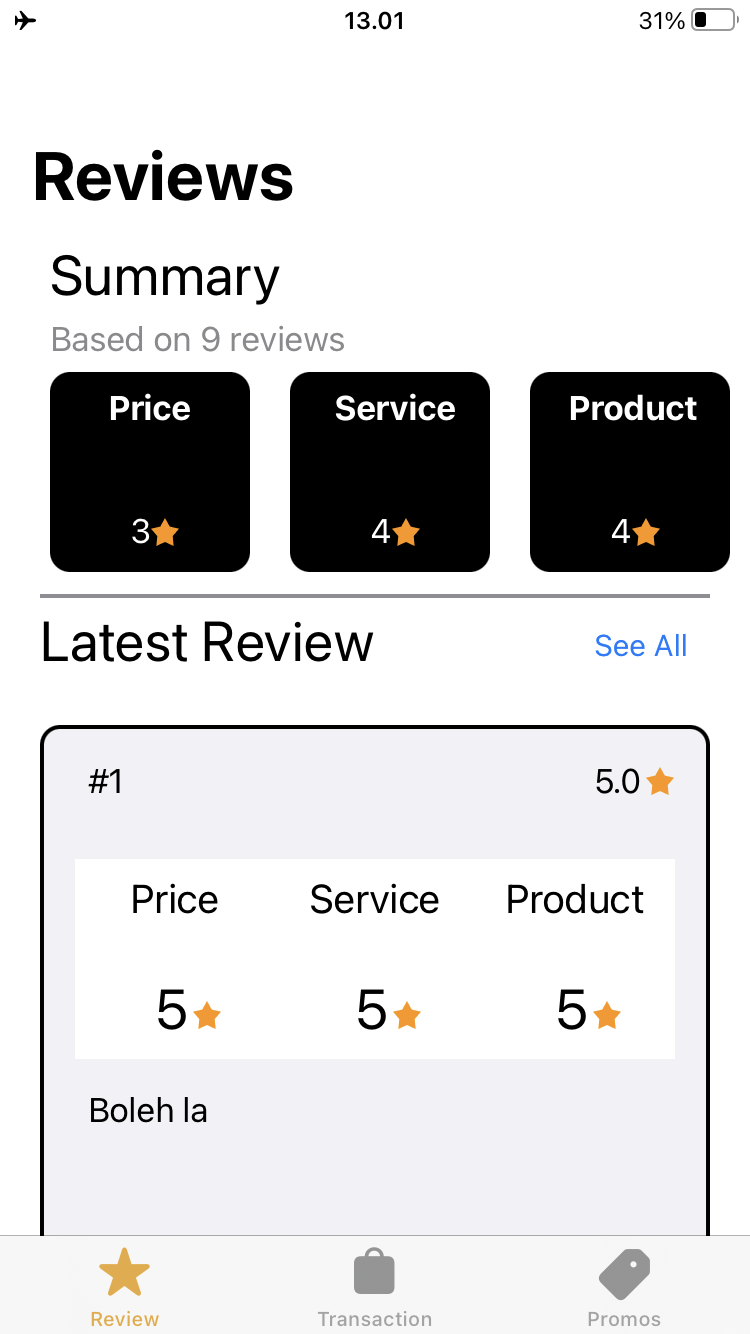 13.01
31%
Reviews
Summary
Based on 9 reviews
Price Service Product
3 4 4
Latest Review See All
#1 5.0
Price Service Product
5 5 5
Boleh la
Review Transaction Promos